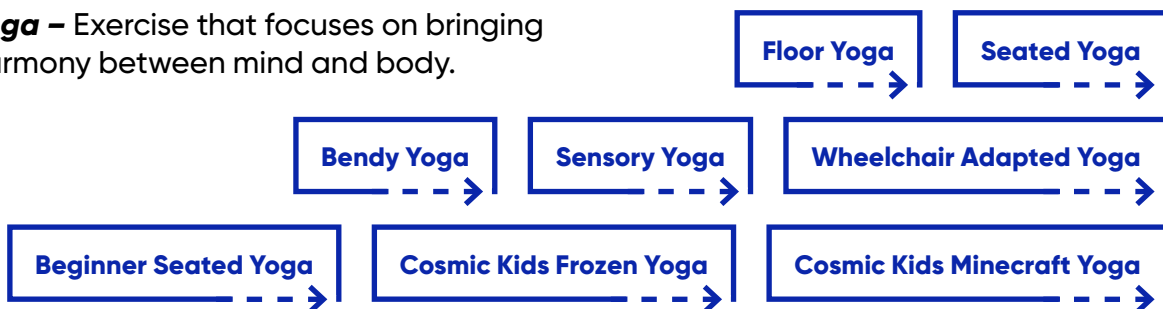 ga – Exercise that focuses on bringing
rmony between mind and body.
Floor Yoga
Seated Yoga
Bendy Yoga
Sensory Yoga
Wheelchair Adapted Yoga
Beginner Seated Yoga
Cosmic Kids Frozen Yoga
Cosmic Kids Minecraft Yoga